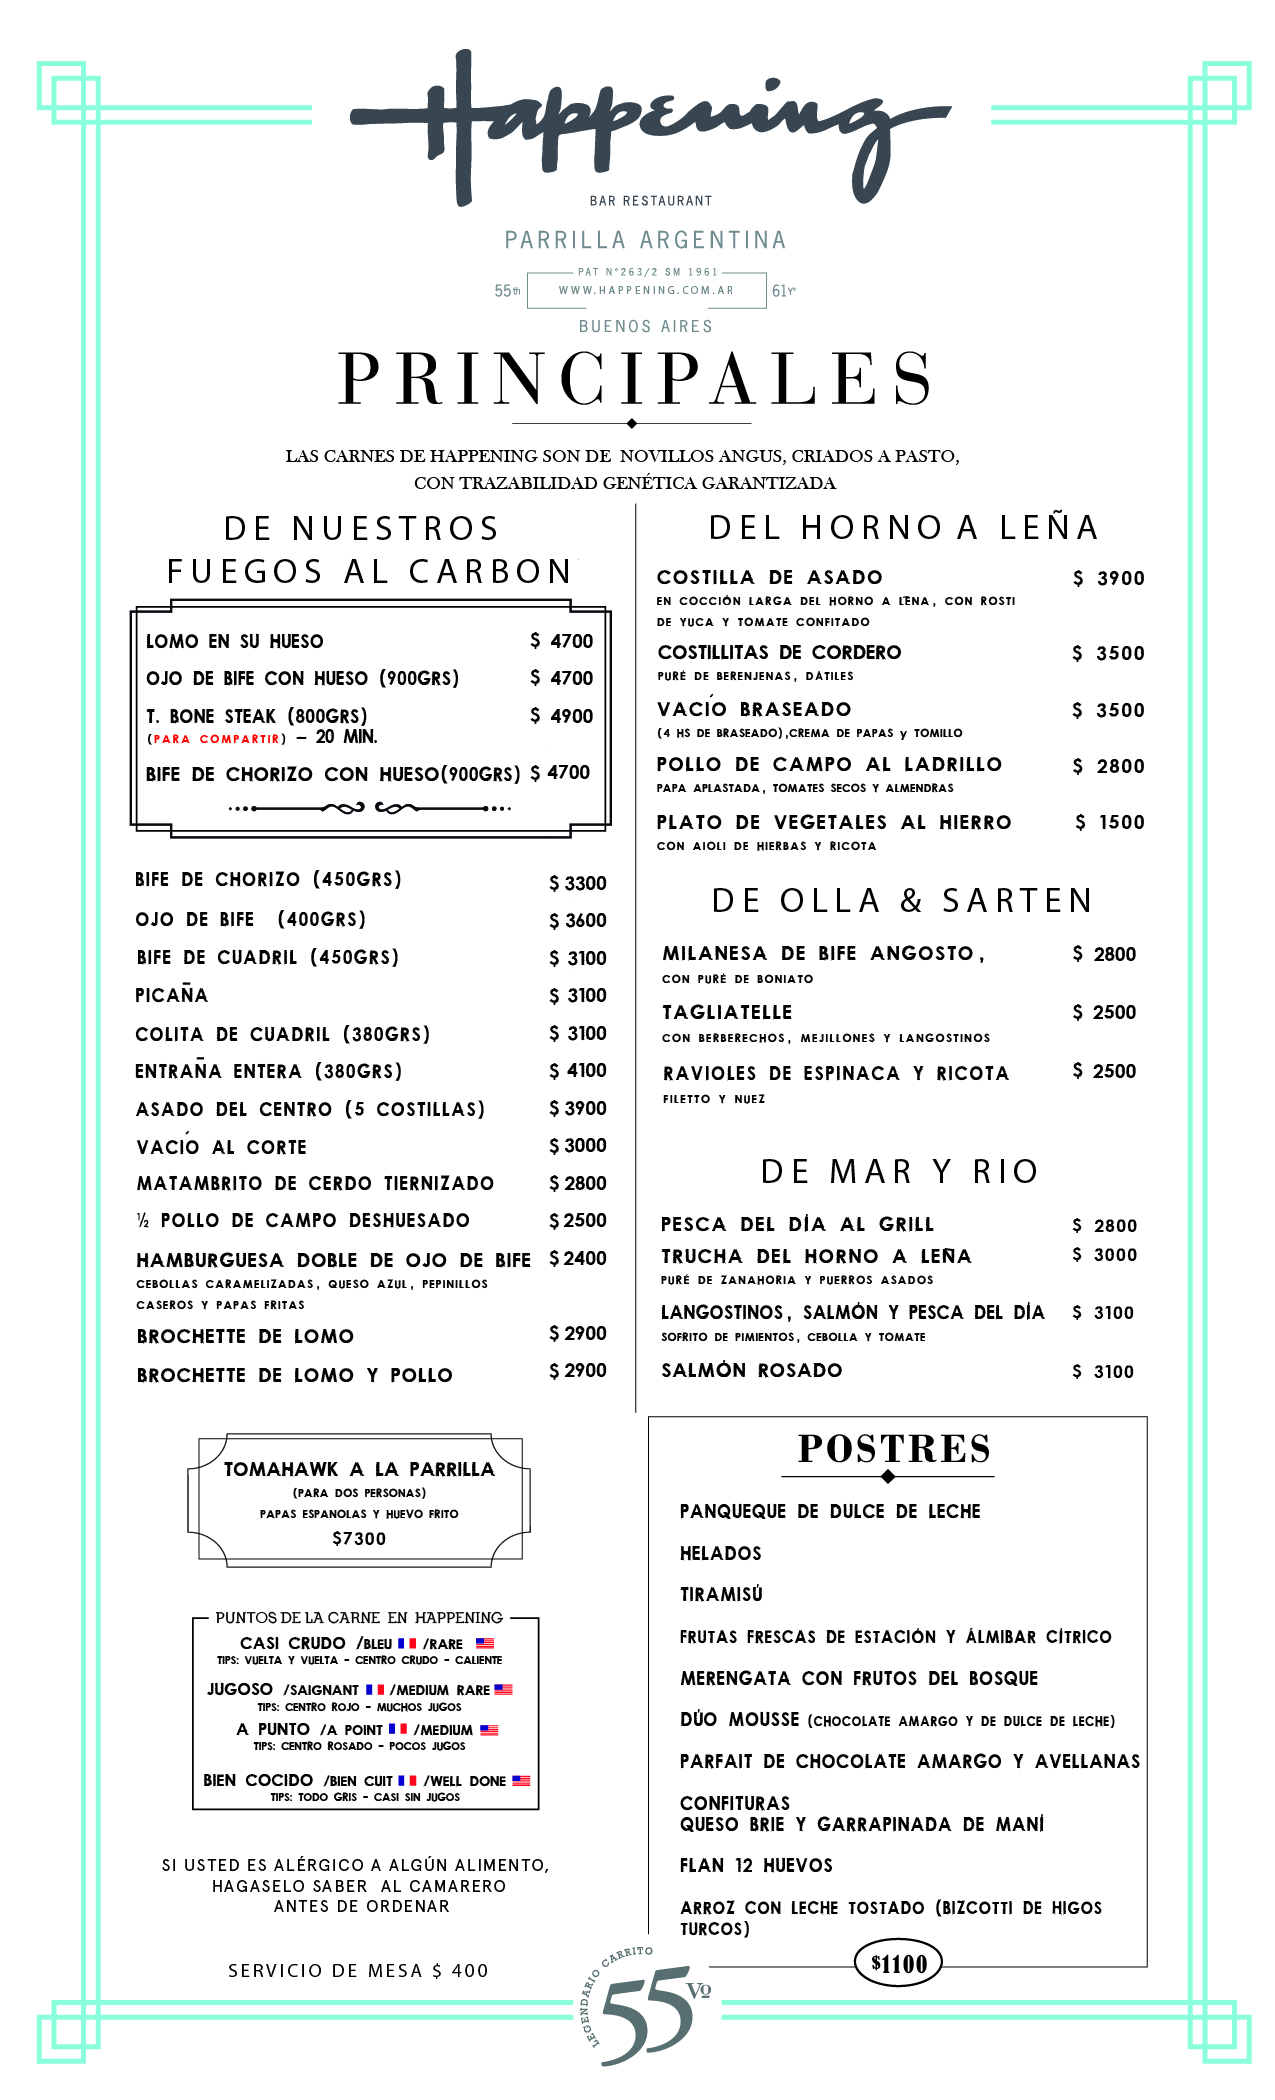 Happening
BAR RESTAURANT
PARRILLA ARGENTINA
PAT N°263/2 SM 1961
55th WWW.HAPPENING.COM.AR 61Yº
BUENOS AIRES
PRINCIPALES
LAS CARNES DE HAPPENING SON DE NOVILLOS ANGUS, CRIADOS A PASTO,
CON TRAZABILIDAD GENÉTICA GARANTIZADA
DE NUESTROS
FUEGOS AL CARBON
LOMO EN SU HUESO $ 4700
OJO DE BIFE CON HUESO (900GRS) $ 4700
T. BONE STEAK (800GRS) $ 4900
(PARA COMPARTIR) – 20 MIN.
BIFE DE CHORIZO CON HUESO(900GRS) $ 4700
BIFE DE CHORIZO (450GRS) $ 3300
OJO DE BIFE (400GRS) $ 3600
BIFE DE CUADRIL (450GRS) $ 3100
PICAÑA $ 3100
COLITA DE CUADRIL (380GRS) $ 3100
ENTRAÑA ENTERA (380GRS) $ 4100
ASADO DEL CENTRO (5 COSTILLAS) $ 3900
VACÍO AL CORTE $ 3000
MATAMBRITO DE CERDO TIERNIZADO $ 2800
½ POLLO DE CAMPO DESHUESADO $ 2500
HAMBURGUESA DOBLE DE OJO DE BIFE $ 2400
CEBOLLAS CARAMELIZADAS, QUESO AZUL, PEPINILLOS
CASEROS Y PAPAS FRITAS
BROCHETTE DE LOMO $ 2900
BROCHETTE DE LOMO Y POLLO $ 2900
TOMAHAWK A LA PARRILLA
(PARA DOS PERSONAS)
PAPAS ESPANOLAS Y HUEVO FRITO
$7300
PUNTOS DE LA CARNE EN HAPPENING
CASI CRUDO /BLEU /RARE
TIPS: VUELTA Y VUELTA - CENTRO CRUDO - CALIENTE
JUGOSO /SAIGNANT /MEDIUM RARE
TIPS: CENTRO ROJO - MUCHOS JUGOS
A PUNTO /A POINT /MEDIUM
TIPS: CENTRO ROSADO - POCOS JUGOS
BIEN COCIDO /BIEN CUIT /WELL DONE
TIPS: TODO GRIS - CASI SIN JUGOS
SI USTED ES ALÉRGICO A ALGÚN ALIMENTO,
HAGASELO SABER AL CAMARERO
ANTES DE ORDENAR
SERVICIO DE MESA $ 400
DEL HORNO A LEÑA
COSTILLA DE ASADO $ 3900
EN COCCIÓN LARGA DEL HORNO A LEÑA, CON ROSTI
DE YUCA Y TOMATE CONFITADO
COSTILLITAS DE CORDERO $ 3500
PURÉ DE BERENJENAS, DÁTILES
VACÍO BRASEADO $ 3500
(4 HS DE BRASEADO),CREMA DE PAPAS y TOMILLO
POLLO DE CAMPO AL LADRILLO $ 2800
PAPA APLASTADA, TOMATES SECOS Y ALMENDRAS
PLATO DE VEGETALES AL HIERRO $ 1500
CON AIOLI DE HIERBAS Y RICOTA
DE OLLA & SARTEN
MILANESA DE BIFE ANGOSTO, $ 2800
CON PURÉ DE BONIATO
TAGLIATELLE $ 2500
CON BERBERECHOS, MEJILLONES Y LANGOSTINOS
RAVIOLES DE ESPINACA Y RICOTA $ 2500
FILETTO Y NUEZ
DE MAR Y RIO
PESCA DEL DÍA AL GRILL $ 2800
TRUCHA DEL HORNO A LEÑA $ 3000
PURÉ DE ZANAHORIA Y PUERROS ASADOS
LANGOSTINOS, SALMÓN Y PESCA DEL DÍA $ 3100
SOFRITO DE PIMIENTOS, CEBOLLA Y TOMATE
SALMÓN ROSADO $ 3100
POSTRES
PANQUEQUE DE DULCE DE LECHE
HELADOS
TIRAMISÚ
FRUTAS FRESCAS DE ESTACIÓN Y ÁLMIBAR CÍTRICO
MERENGATA CON FRUTOS DEL BOSQUE
DÚO MOUSSE (CHOCOLATE AMARGO Y DE DULCE DE LECHE)
PARFAIT DE CHOCOLATE AMARGO Y AVELLANAS
CONFITURAS
QUESO BRIE Y GARRAPINADA DE MANÍ
FLAN 12 HUEVOS
ARROZ CON LECHE TOSTADO (BIZCOTTI DE HIGOS
TURCOS)
$1100
LEGENDARIO CARRITO
55 Vº